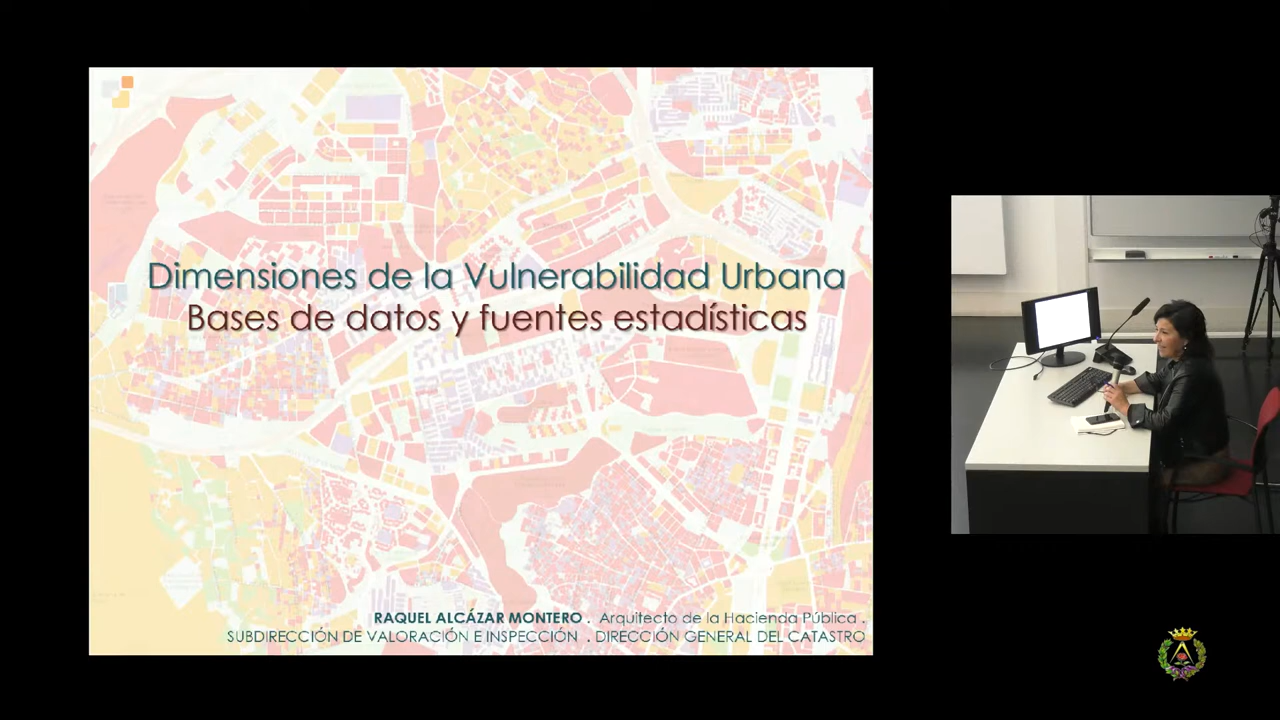 Dimensiones de la Vulnerabilidad Urbana
Bases de datos y fuentes estadísticas
RAQUEL ALCÁZAR MONTERO . Arquitecto de la Hacienda Pública .
SUBDIRECCIÓN DE VALORACIÓN E INSPECCIÓN . DIRECCIÓN GENERAL DEL CATASTRO